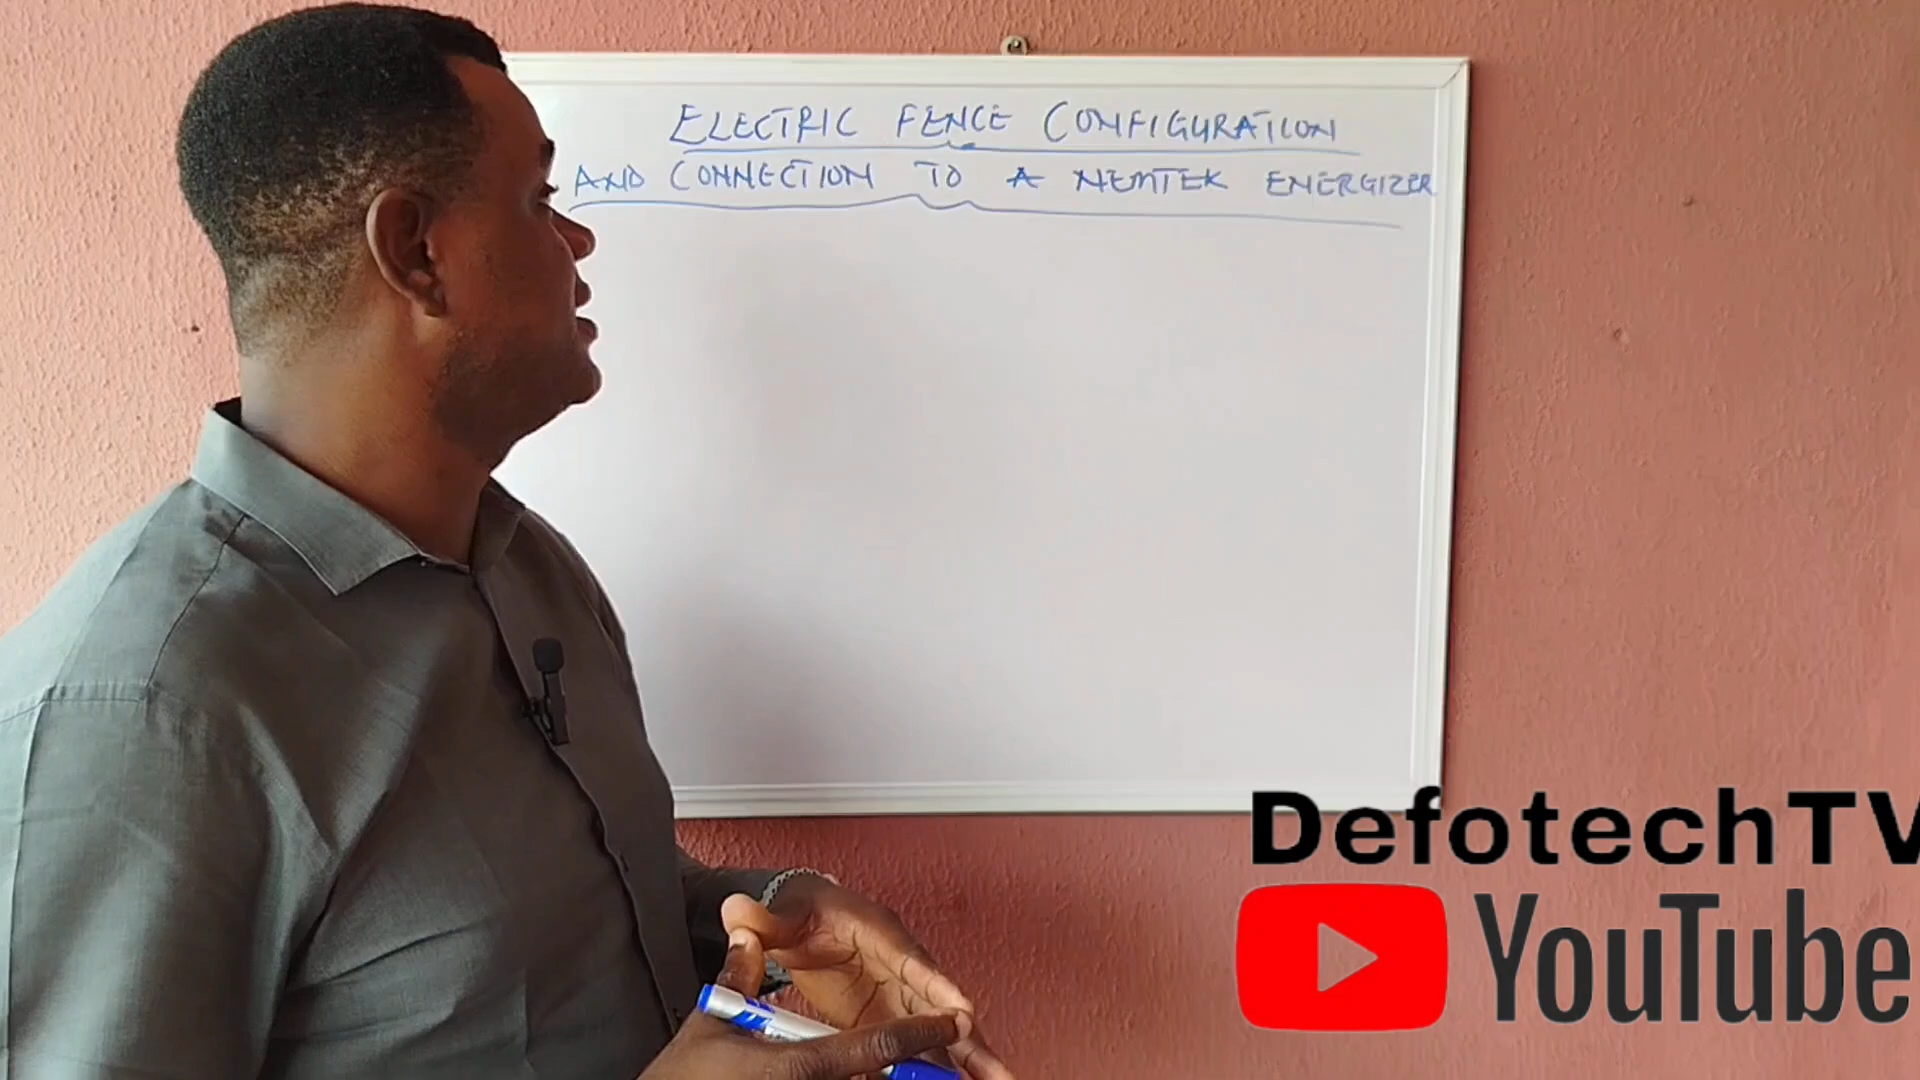 ELECTRIC FENCE CONFIGURATION
AND CONNECTION TO A NEMTEK ENERGIZER
DefotechTV
YouTube